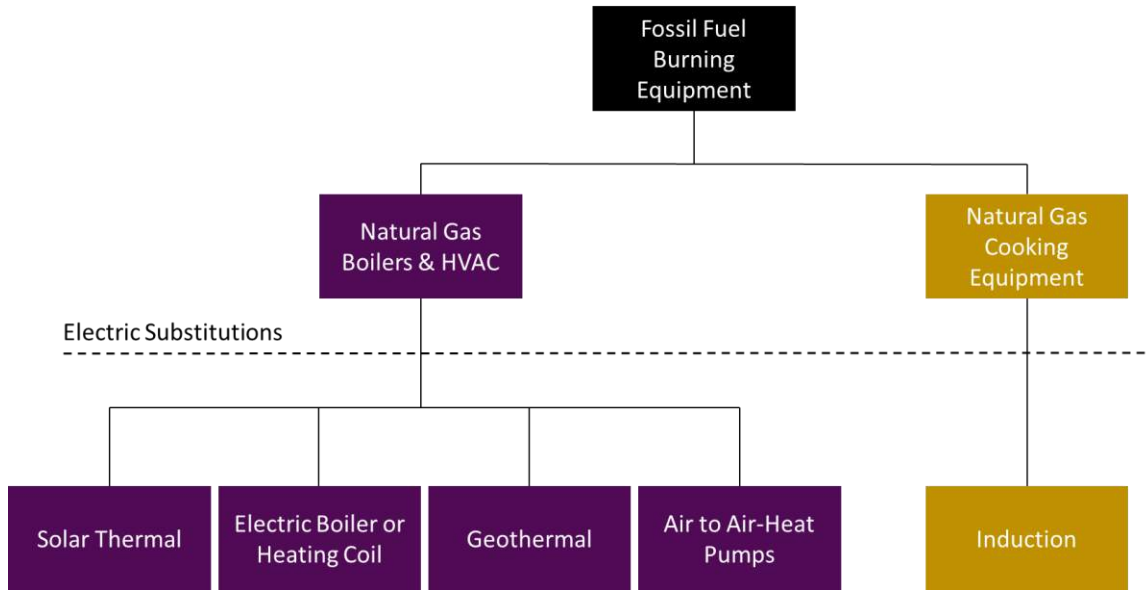 Fossil Fuel
Burning
Equipment
Natural Gas
Boilers & HVAC
Natural Gas
Cooking
Equipment
Electric Substitutions
Solar Thermal
Electric Boiler or
Heating Coil
Geothermal
Air to Air-Heat
Pumps
Induction